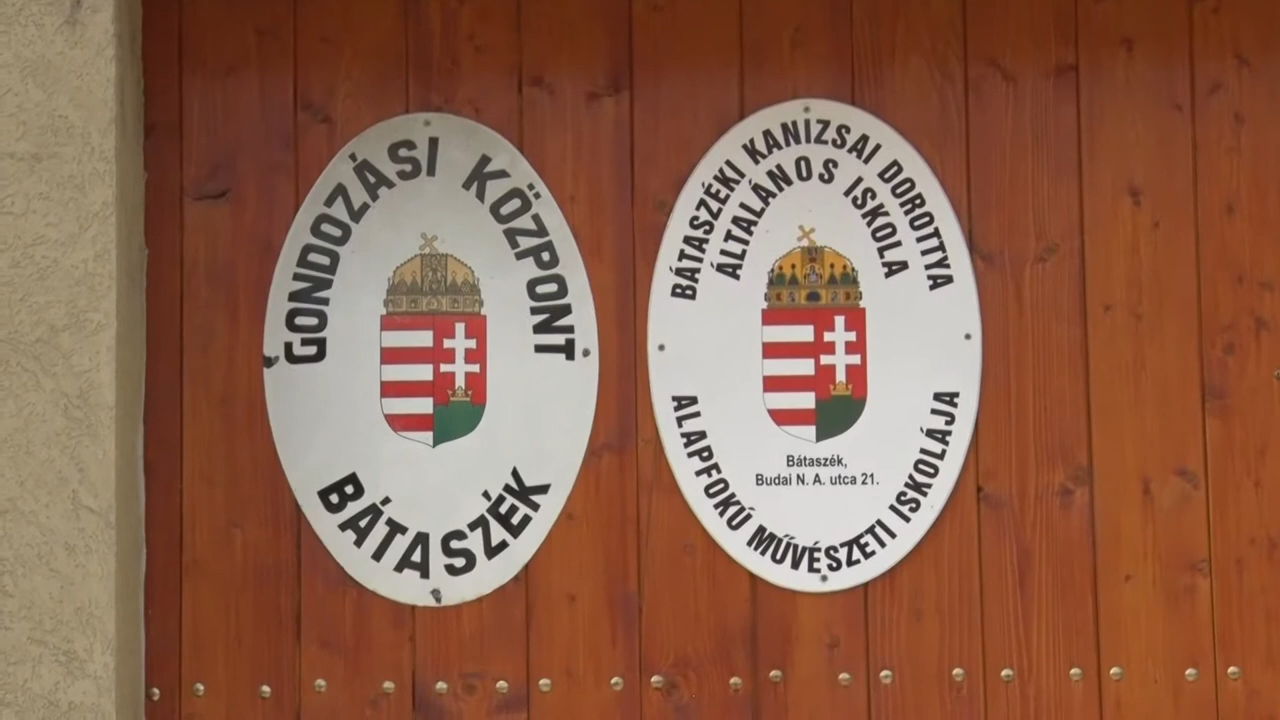 GONDOZÁSI KÖZPONT
BÁTASZÉK
BÁTASZÉKI KANIZSAI DOROTTYA
ÁLTALÁNOS ISKOLA
Bátaszék,
Budai N. A. utca 21.
ALAPFOKÚ MŰVÉSZETI ISKOLÁJA